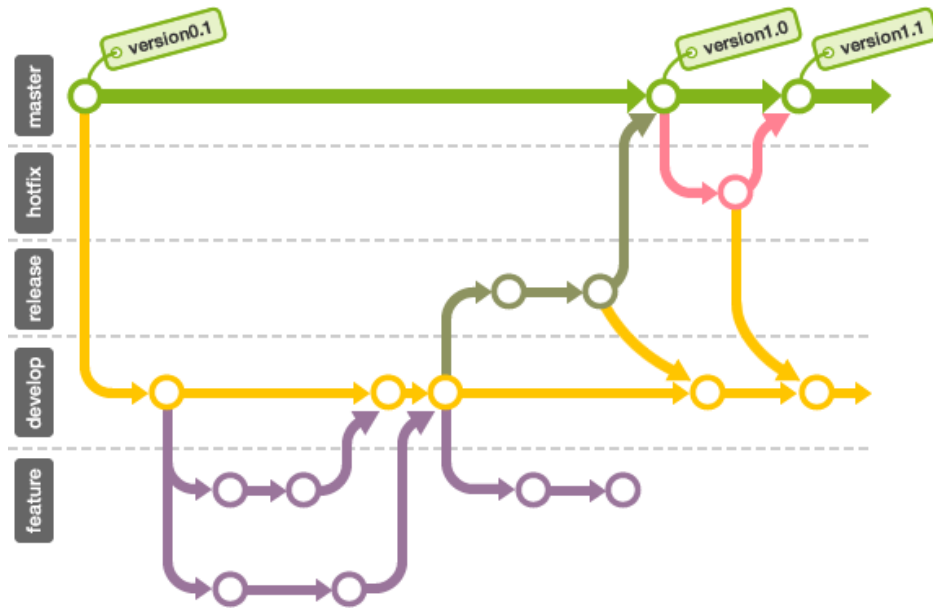 version0.1
version1.0
version1.1
master
hotfix
release
develop
feature